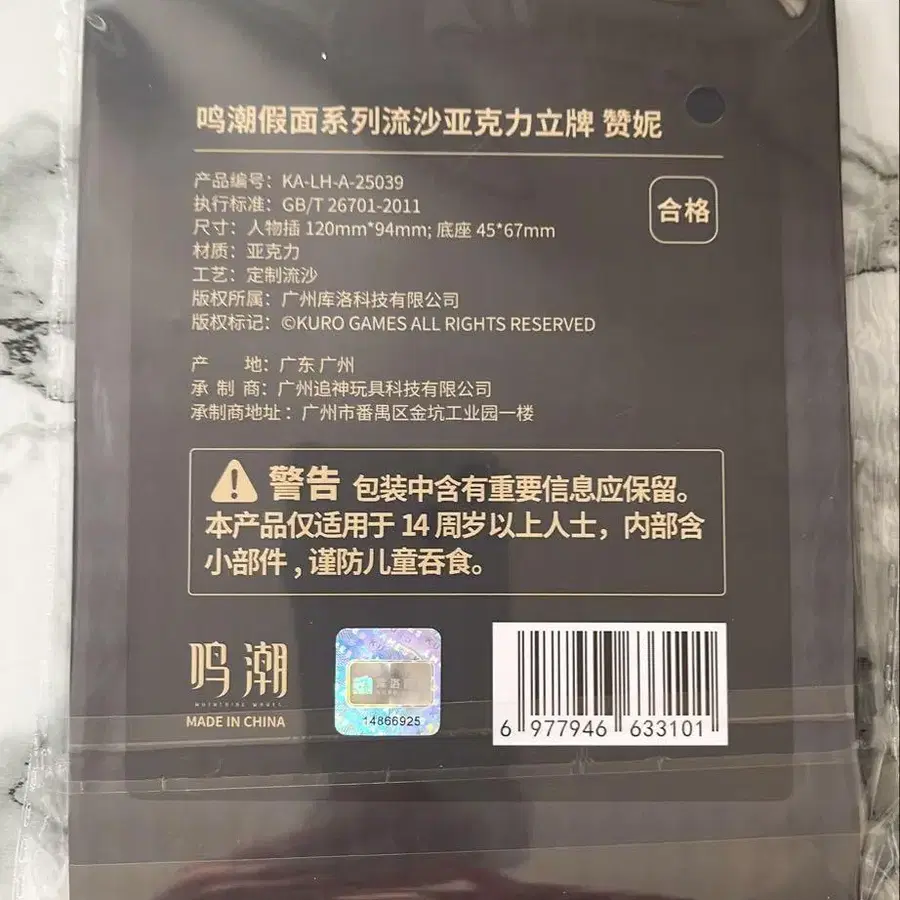 鸣潮假面系列流沙亚克力立牌 赞妮
产品编号：KA-LH-A-25039
执行标准：GB/T 26701-2011
尺寸：人物插 120mm*94mm; 底座 45*67mm
材质：亚克力
工艺：定制流沙
版权所属：广州库洛科技有限公司
版权标记：©KURO GAMES ALL RIGHTS RESERVED
合格
产 地：广东 广州
承 制 商：广州追神玩具科技有限公司
承制商地址：广州市番禺区金坑工业园一楼
警告 包装中含有重要信息应保留。
本产品仅适用于 14 周岁以上人士，内部含
小部件，谨防儿童吞食。
鸣潮
WUTHERING WAVES
MADE IN CHINA
库洛
14866925
6 977946 633101